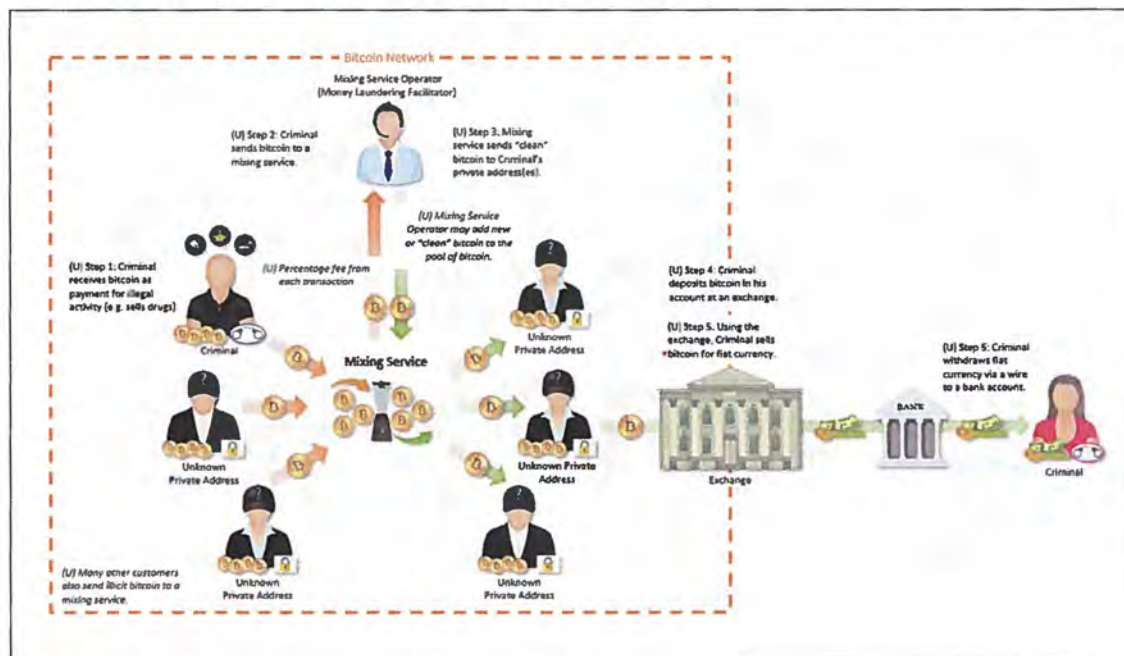 Bitcoin Network
Mixing Service Operator
(Money Laundering Facilitator)
(U) Step 2: Criminal
sends bitcoin to a
mixing service.
(U) Step 3. Mixing
service sends "clean"
bitcoin to Criminal's
private address(es).
(U) Mixing Service
Operator may add new
or "clean" bitcoin to the
pool of bitcoin.
(U) Percentage fee from
each transaction
(U) Step 1: Criminal
receives bitcoin as
payment for illegal
activity (e g. sells drugs)
Criminal
Mixing Service
?
Unknown
Private Address
?
Unknown
Private Address
?
Unknown Private
Address
?
Unknown
Private Address
?
Unknown
Private Address
(U) Many other customers
also send illicit bitcoin to a
mixing service.
(U) Step 4: Criminal
deposits bitcoin in his
account at an exchange.
(U) Step 5. Using the
exchange, Criminal sells
bitcoin for fiat currency.
Exchange
BANK
(U) Step 6: Criminal
withdraws fiat
currency via a wire
to a bank account.
Criminal